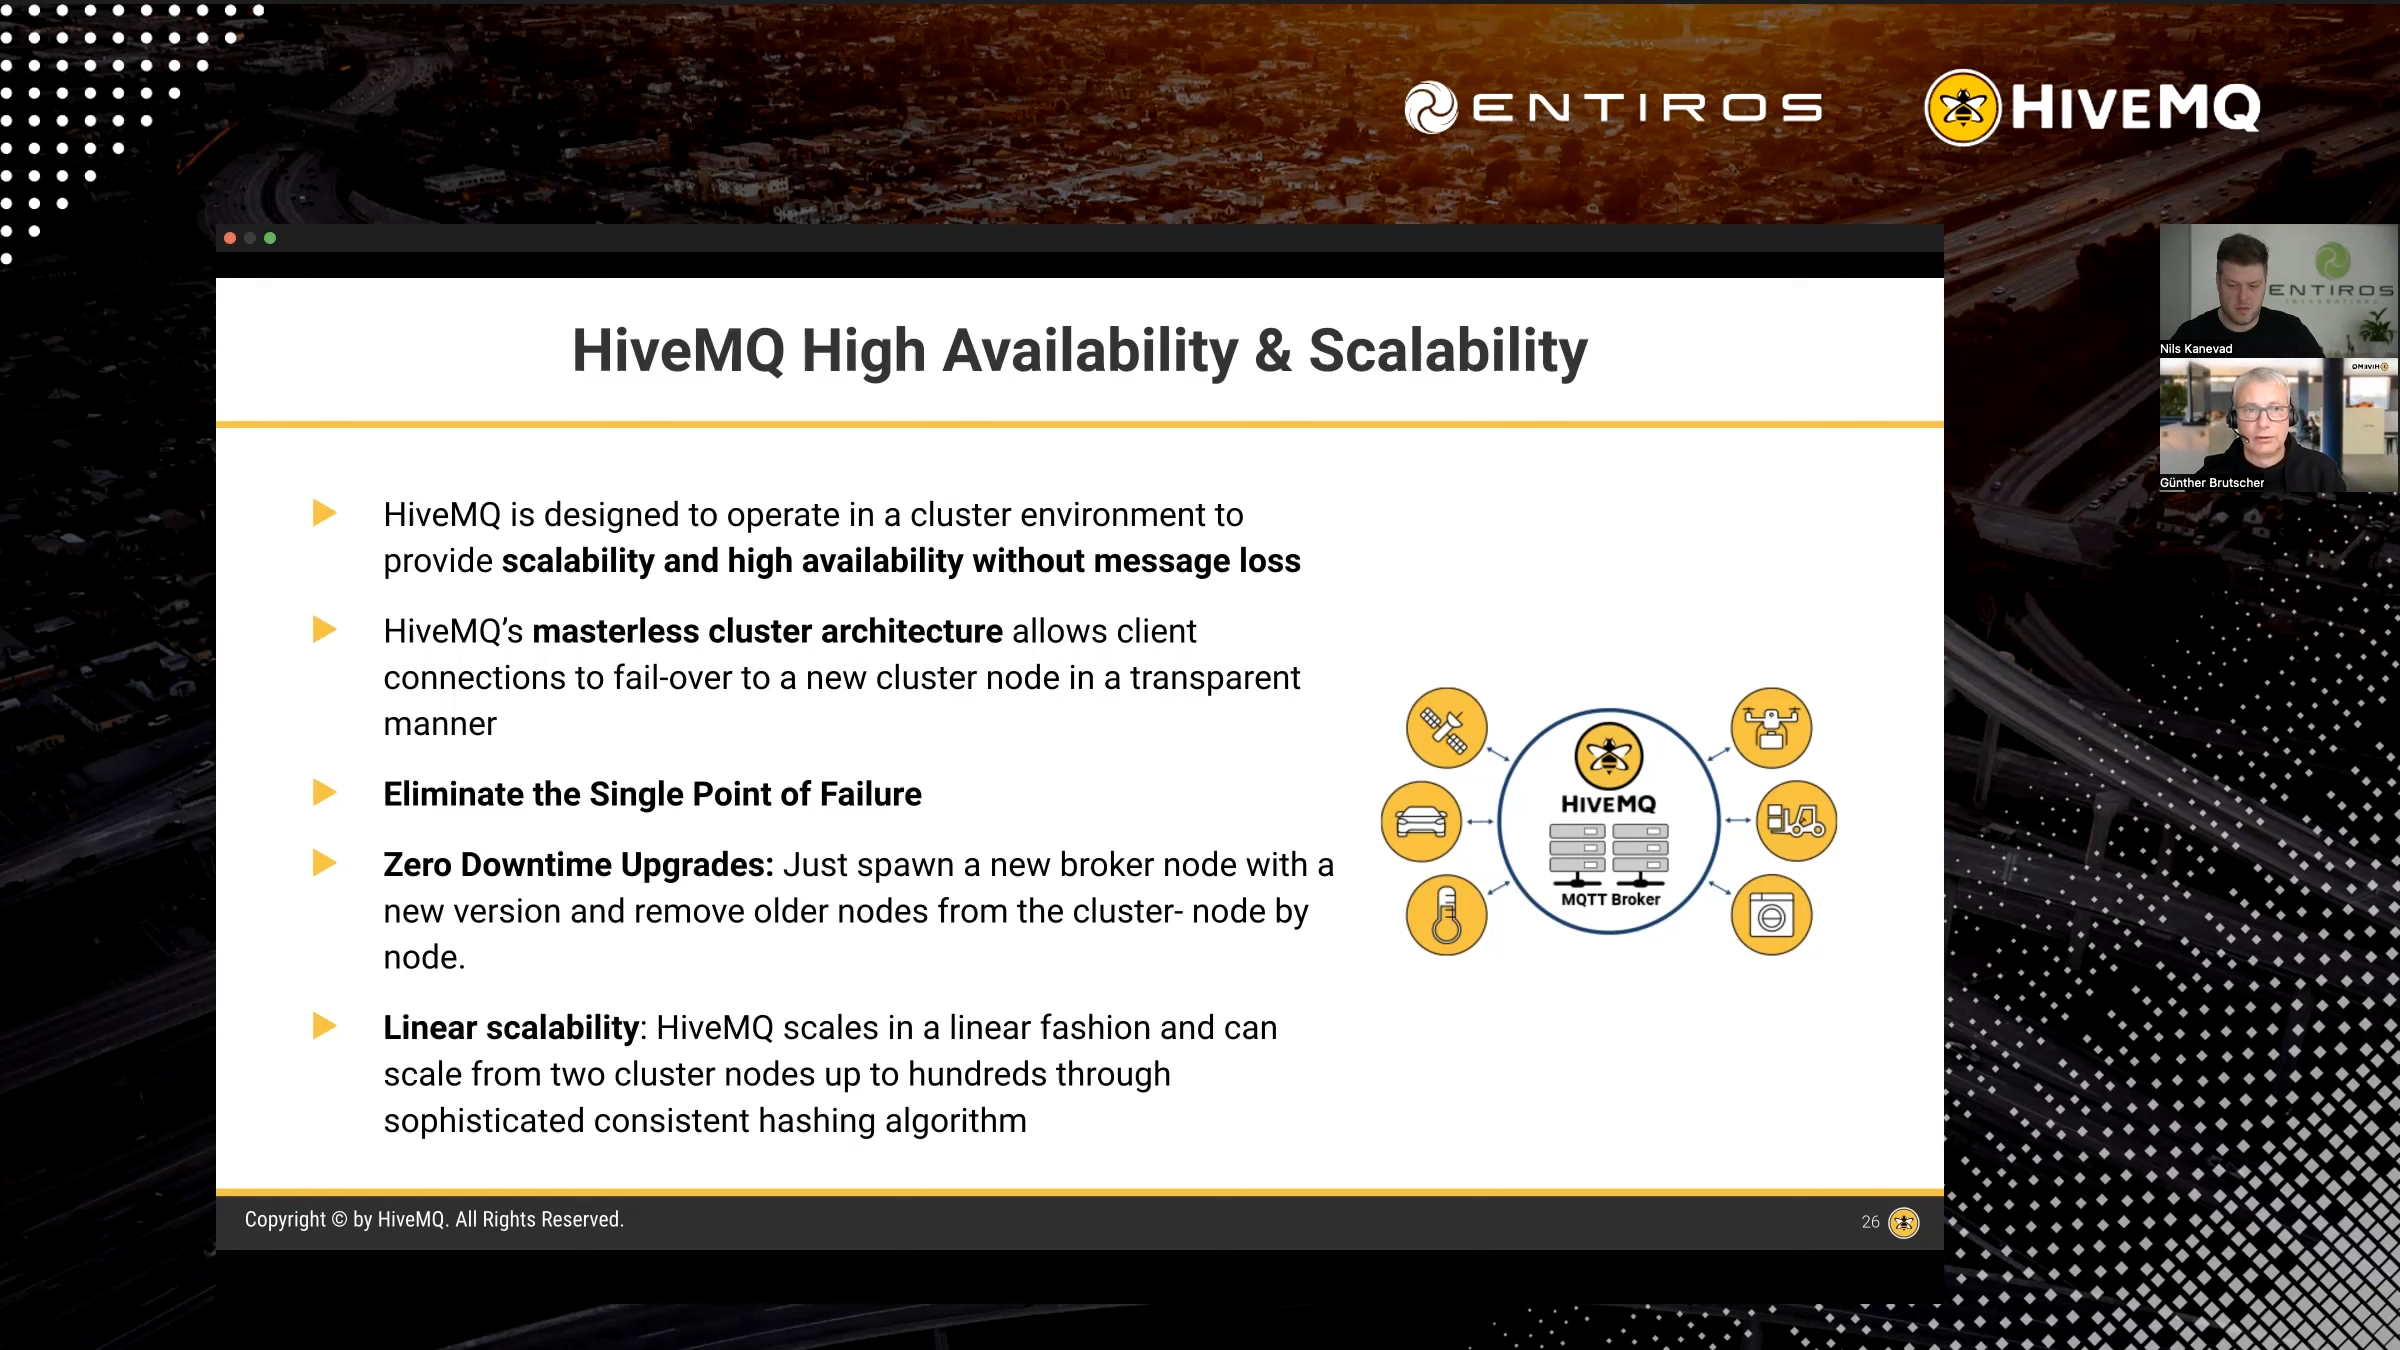 ENTIROS
HIVEMQ
HiveMQ High Availability & Scalability
HiveMQ is designed to operate in a cluster environment to
provide scalability and high availability without message loss
HiveMQ’s masterless cluster architecture allows client
connections to fail-over to a new cluster node in a transparent
manner
Eliminate the Single Point of Failure
Zero Downtime Upgrades: Just spawn a new broker node with a
new version and remove older nodes from the cluster- node by
node.
Linear scalability: HiveMQ scales in a linear fashion and can
scale from two cluster nodes up to hundreds through
sophisticated consistent hashing algorithm
HIVEMQ
MQTT Broker
Copyright © by HiveMQ. All Rights Reserved.
26
ENTIROS
Nils Kanevad
HIVEMQ
Günther Brutscher